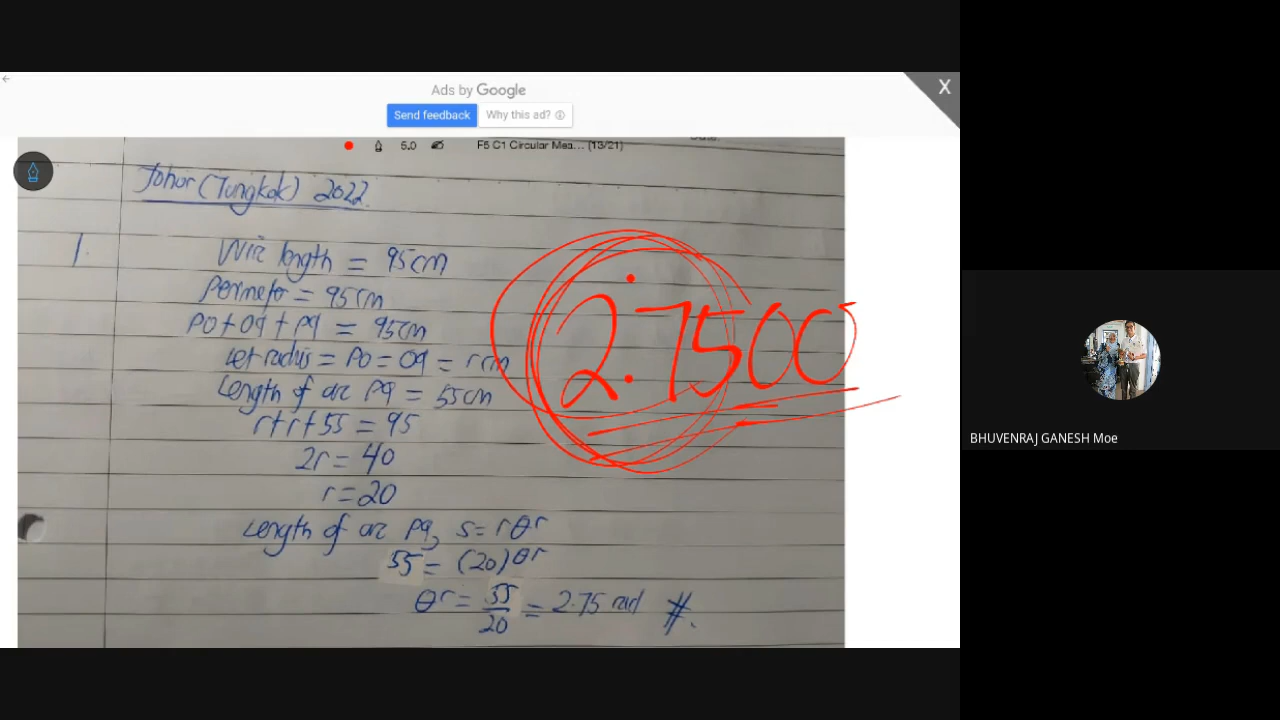 Ads by Google
Send feedback
Why this ad?
X
5.0
F5 C1 Circular Mea... (13/21)
Johor (Tangkak) 2022
1.
Wire length = 95cm
Perimeter = 95cm
PO + OQ + PQ = 95cm
Let radius = PO = OQ = r cm
Length of arc PQ = 55cm
r+r+55 = 95
2r = 40
r = 20
Length of arc PQ, s = rθr
55 = (20)θr
θr = 55/20 = 2.75 rad #.
2.7500
BHUVENRAJ GANESH Moe